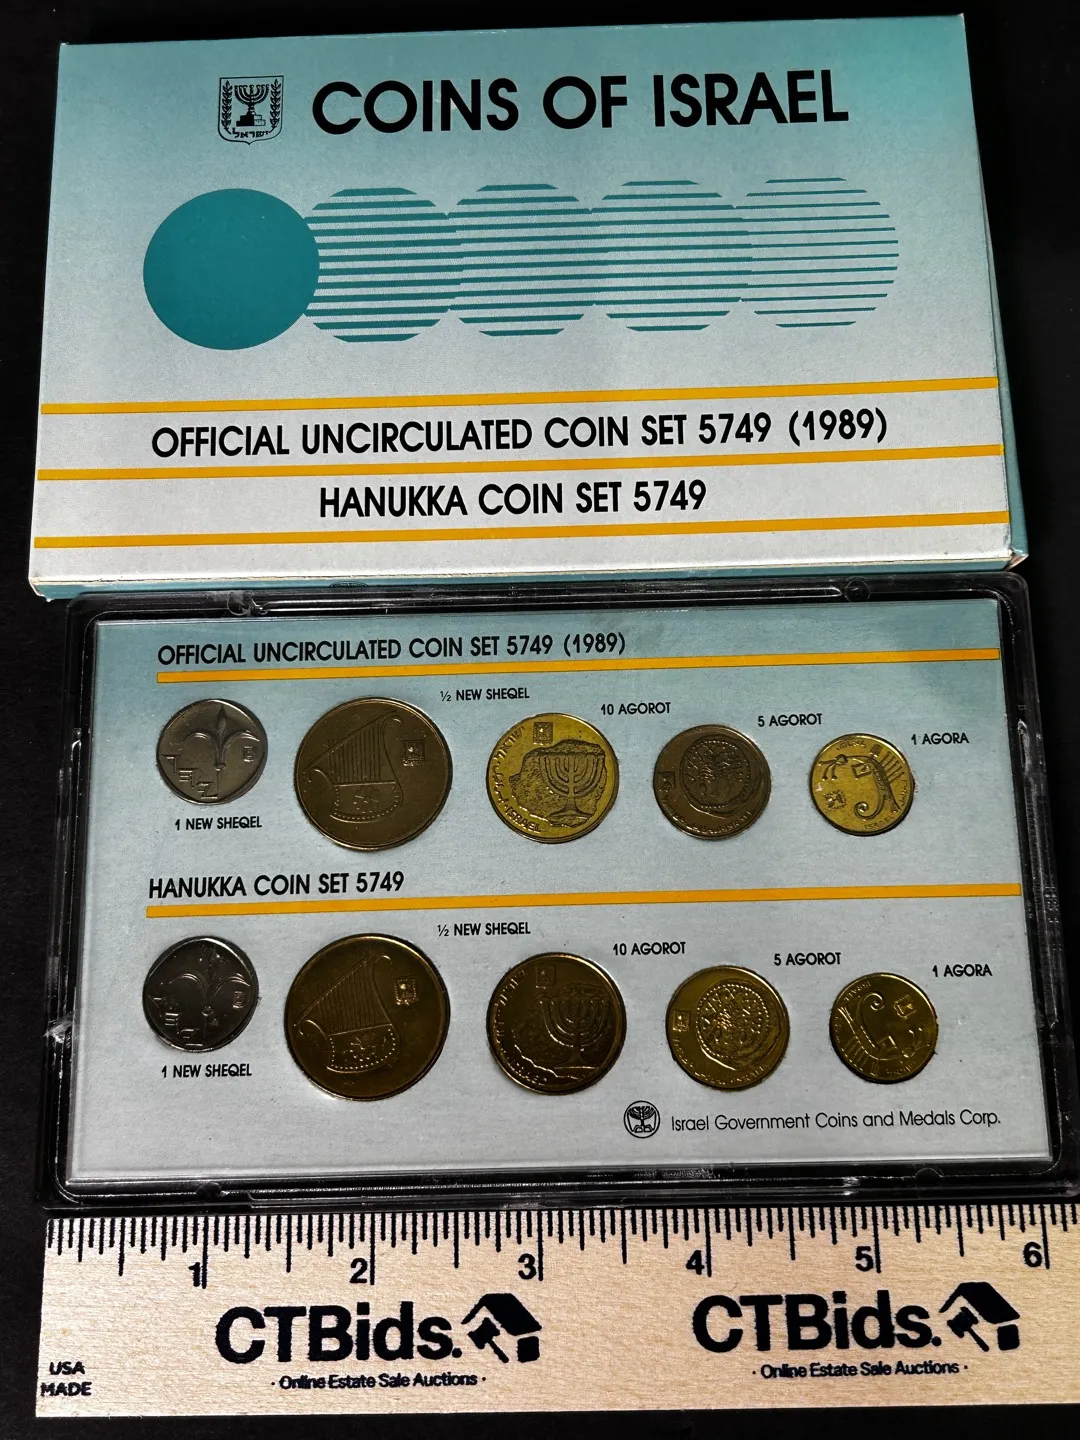 ישראל
COINS OF ISRAEL
OFFICIAL UNCIRCULATED COIN SET 5749 (1989)
HANUKKA COIN SET 5749
OFFICIAL UNCIRCULATED COIN SET 5749 (1989)
½ NEW SHEQEL
10 AGOROT
5 AGOROT
1 AGORA
ISRAEL
1 NEW SHEQEL
HANUKKA COIN SET 5749
½ NEW SHEQEL
10 AGOROT
5 AGOROT
1 AGORA
1 NEW SHEQEL
Israel Government Coins and Medals Corp.
1 2 3 4 5 6
CTBids. CTBids.
· Online Estate Sale Auctions · · Online Estate Sale Auctions ·
USA
MADE